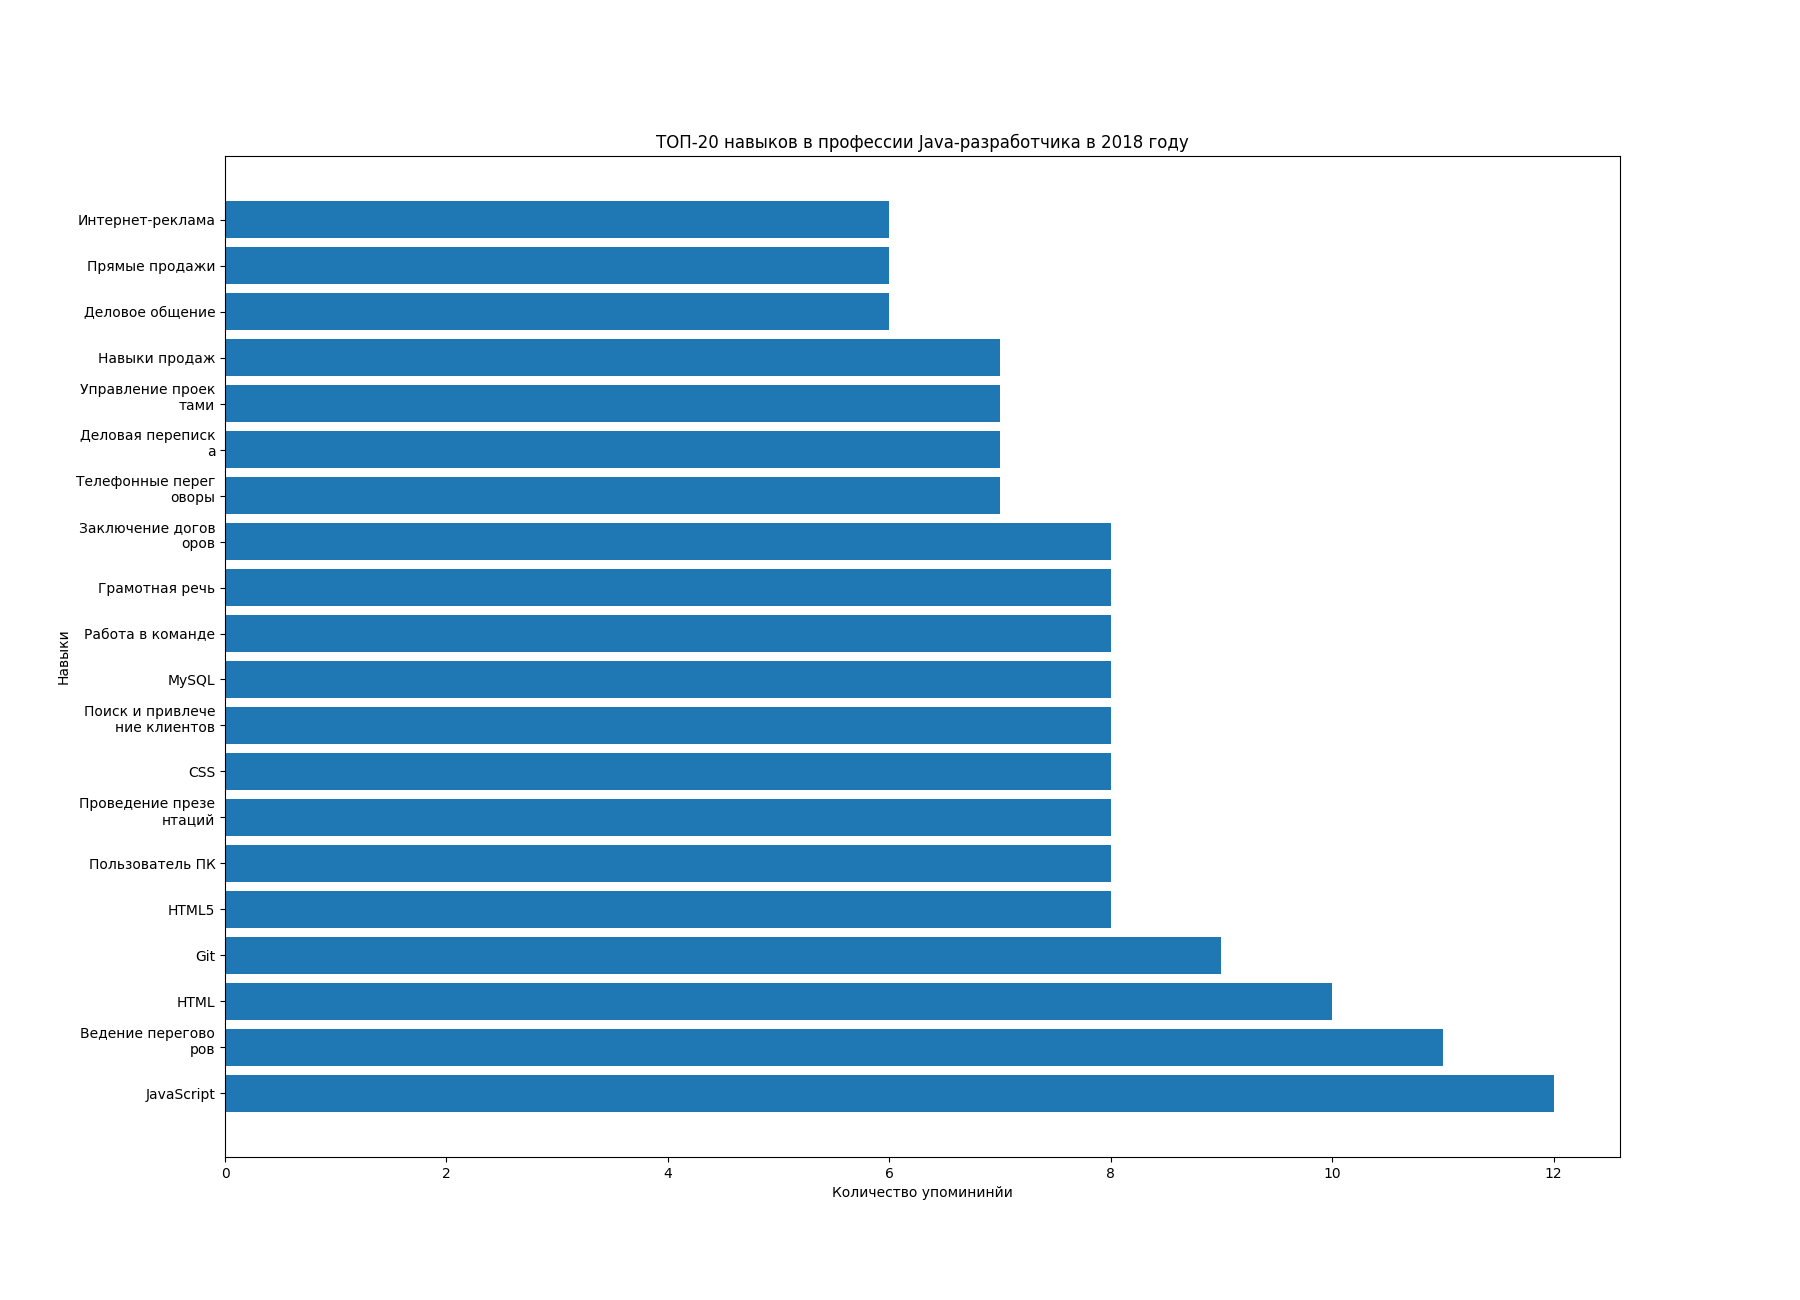 ТОП-20 навыков в профессии Java-разработчика в 2018 году
Интернет-реклама
Прямые продажи
Деловое общение
Навыки продаж
Управление проек
тами
Деловая переписк
а
Телефонные перег
оворы
Заключение догов
оров
Грамотная речь
Работа в команде
MySQL
Поиск и привлече
ние клиентов
CSS
Проведение презе
нтаций
Пользователь ПК
HTML5
Git
HTML
Ведение перегово
ров
JavaScript
Навыки
0 2 4 6 8 10 12
Количество упомининйи